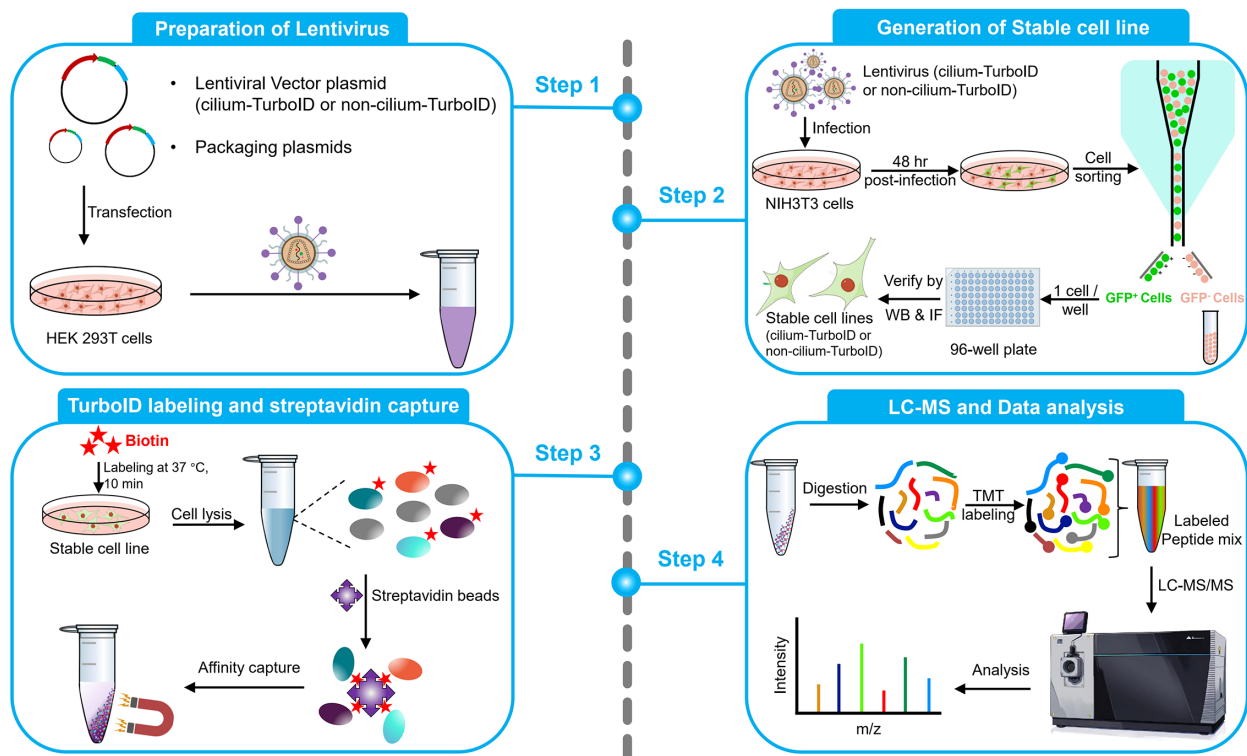 Preparation of Lentivirus
• Lentiviral Vector plasmid
(cilium-TurboID or non-cilium-TurboID)
• Packaging plasmids
Transfection
HEK 293T cells
Step 1
Generation of Stable cell line
Lentivirus (cilium-TurboID
or non-cilium-TurboID)
Infection
NIH3T3 cells
48 hr
post-infection
Cell
sorting
GFP⁺ Cells
GFP⁻ Cells
1 cell /
well
96-well plate
Verify by
WB & IF
Stable cell lines
(cilium-TurboID or
non-cilium-TurboID)
Step 2
TurboID labeling and streptavidin capture
Biotin
Labeling at 37 °C,
10 min
Stable cell line
Cell lysis
Streptavidin beads
Affinity capture
Step 3
LC-MS and Data analysis
Digestion
TMT
labeling
Labeled
Peptide mix
LC-MS/MS
Analysis
Intensity
m/z
Step 4